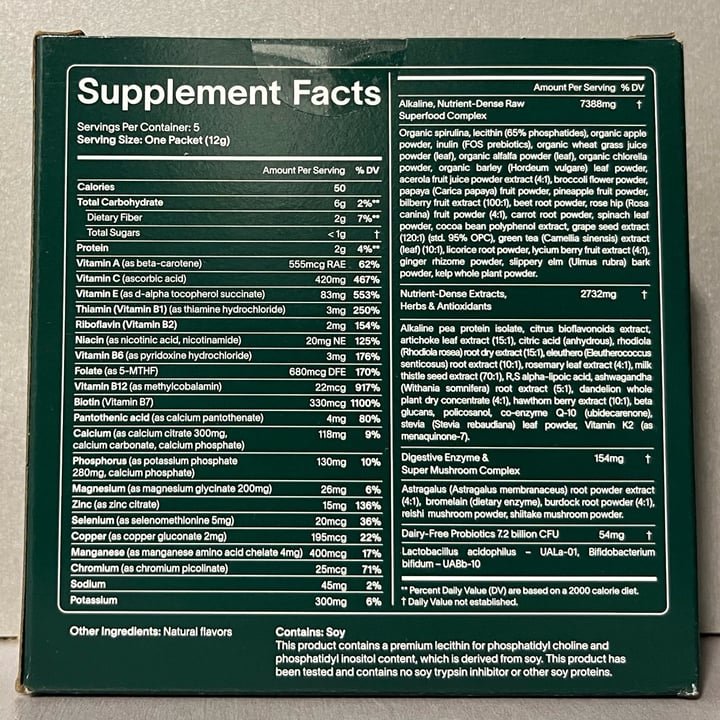 Supplement Facts
Servings Per Container: 5
Serving Size: One Packet (12g)
Amount Per Serving % DV
Calories 50
Total Carbohydrate 6g 2%**
Dietary Fiber 2g 7%**
Total Sugars <1g †
Protein 2g 4%**
Vitamin A (as beta-carotene) 555mcg RAE 62%
Vitamin C (ascorbic acid) 420mg 467%
Vitamin E (as d-alpha tocopherol succinate) 83mg 553%
Thiamin (Vitamin B1) (as thiamine hydrochloride) 3mg 250%
Riboflavin (Vitamin B2) 2mg 154%
Niacin (as nicotinic acid, nicotinamide) 20mg NE 125%
Vitamin B6 (as pyridoxine hydrochloride) 3mg 176%
Folate (as 5-MTHF) 680mcg DFE 170%
Vitamin B12 (as methylcobalamin) 22mcg 917%
Biotin (Vitamin B7) 330mcg 1100%
Pantothenic acid (as calcium pantothenate) 4mg 80%
Calcium (as calcium citrate 300mg, 118mg 9%
calcium carbonate, calcium phosphate)
Phosphorus (as potassium phosphate 130mg 10%
280mg, calcium phosphate)
Magnesium (as magnesium glycinate 200mg) 26mg 6%
Zinc (as zinc citrate) 15mg 136%
Selenium (as selenomethionine 5mg) 20mcg 36%
Copper (as copper gluconate 2mg) 195mcg 22%
Manganese (as manganese amino acid chelate 4mg) 400mcg 17%
Chromium (as chromium picolinate) 25mcg 71%
Sodium 45mg 2%
Potassium 300mg 6%
Amount Per Serving % DV
Alkaline, Nutrient-Dense Raw 7388mg †
Superfood Complex
Organic spirulina, lecithin (65% phosphatides), organic apple
powder, inulin (FOS prebiotics), organic wheat grass juice
powder (leaf), organic alfalfa powder (leaf), organic chlorella
powder, organic barley (Hordeum vulgare) leaf powder,
acerola fruit juice powder extract (4:1), broccoli flower powder,
papaya (Carica papaya) fruit powder, pineapple fruit powder,
bilberry fruit extract (100:1), beet root powder, rose hip (Rosa
canina) fruit powder (4:1), carrot root powder, spinach leaf
powder, cocoa bean polyphenol extract, grape seed extract
(120:1) (std. 95% OPC), green tea (Camellia sinensis) extract
(leaf) (10:1), licorice root powder, lycium berry fruit extract (4:1),
ginger rhizome powder, slippery elm (Ulmus rubra) bark
powder, kelp whole plant powder.
Nutrient-Dense Extracts, 2732mg †
Herbs & Antioxidants
Alkaline pea protein isolate, citrus bioflavonoids extract,
artichoke leaf extract (15:1), citric acid (anhydrous), rhodiola
(Rhodiola rosea) root dry extract (15:1), eleuthero (Eleutherococcus
senticosus) root extract (10:1), rosemary leaf extract (4:1), milk
thistle seed extract (70:1), R,S alpha-lipoic acid, ashwagandha
(Withania somnifera) root extract (5:1), dandelion whole
plant dry concentrate (4:1), hawthorn berry extract (10:1), beta
glucans, policosanol, co-enzyme Q-10 (ubidecarenone),
stevia (Stevia rebaudiana) leaf powder, Vitamin K2 (as
menaquinone-7).
Digestive Enzyme & 154mg †
Super Mushroom Complex
Astragalus (Astragalus membranaceus) root powder extract
(4:1), bromelain (dietary enzyme), burdock root powder (4:1),
reishi mushroom powder, shiitake mushroom powder.
Dairy-Free Probiotics 7.2 billion CFU 54mg †
Lactobacillus acidophilus – UALa-01, Bifidobacterium
bifidum – UABb-10
** Percent Daily Value (DV) are based on a 2000 calorie diet.
† Daily Value not established.
Other Ingredients: Natural flavors
Contains: Soy
This product contains a premium lecithin for phosphatidyl choline and
phosphatidyl inositol content, which is derived from soy. This product has
been tested and contains no soy trypsin inhibitor or other soy proteins.